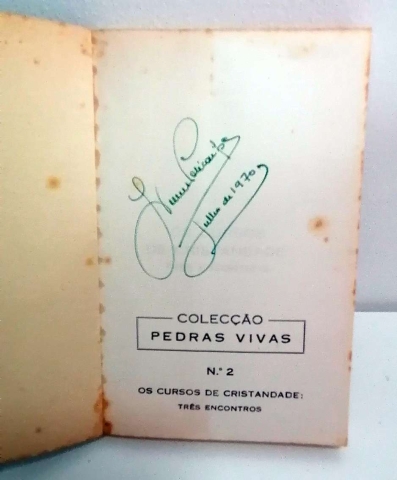 Julho de 1970
COLECÇÃO
PEDRAS VIVAS
N.º 2
OS CURSOS DE CRISTANDADE:
TRÊS ENCONTROS